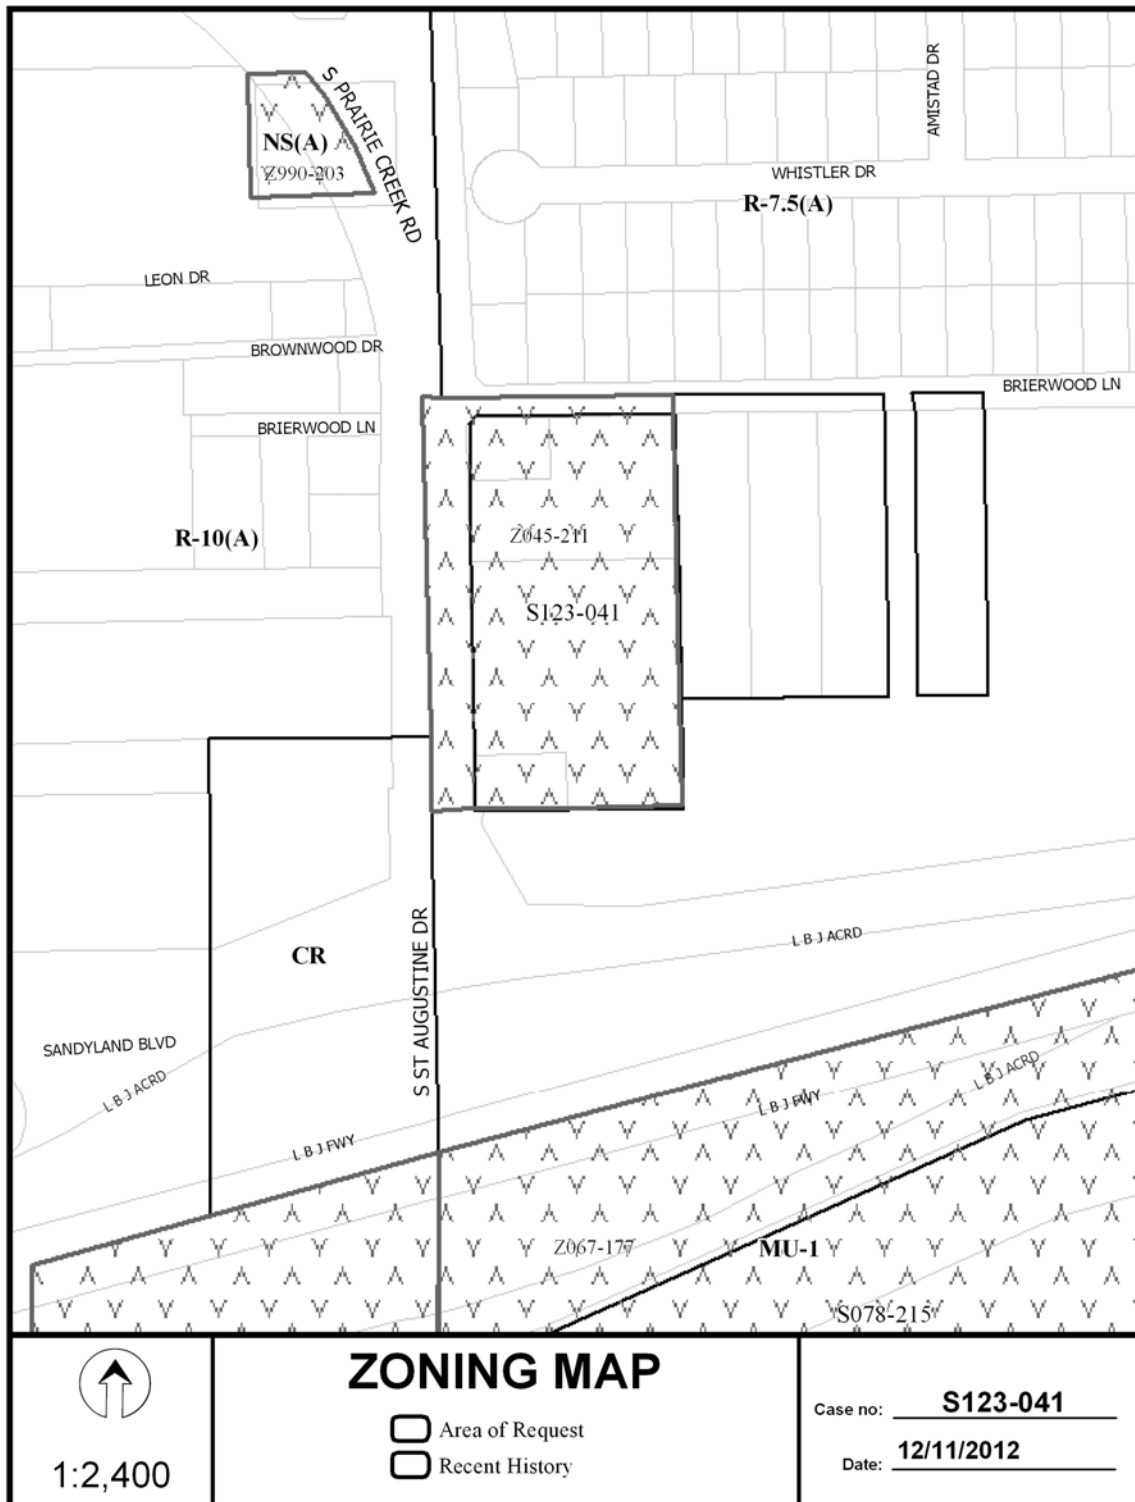 S PRAIRIE CREEK RD
AMISTAD DR
NS(A)
Z990-203
WHISTLER DR
R-7.5(A)
LEON DR
BROWNWOOD DR
BRIERWOOD LN
BRIERWOOD LN
R-10(A)
Z045-211
S123-041
S ST AUGUSTINE DR
L B J ACRD
CR
SANDYLAND BLVD
L B J ACRD
L B J ACRD
L B J FWY
L B J FWY
Z067-177
MU-1
S078-215
ZONING MAP
Area of Request
Recent History
1:2,400
Case no: S123-041
Date: 12/11/2012